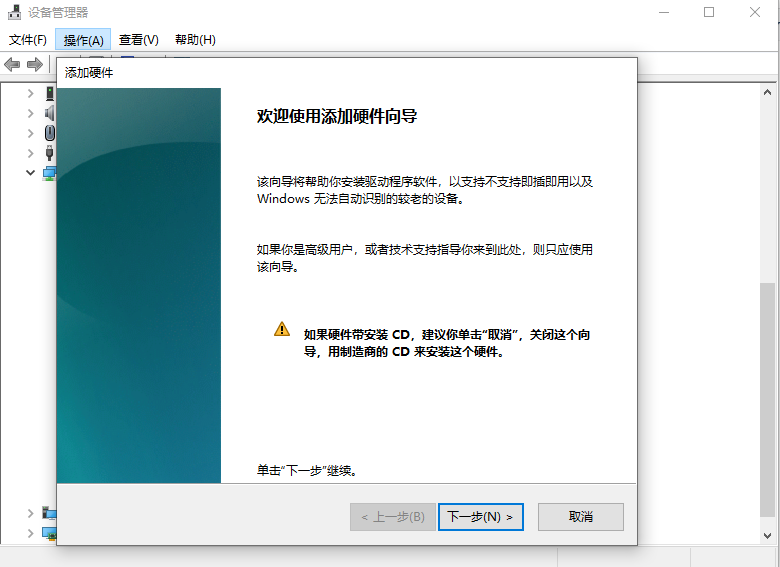 设备管理器
文件(F) 操作(A) 查看(V) 帮助(H)
添加硬件
欢迎使用添加硬件向导
该向导将帮助你安装驱动程序软件，以支持不支持即插即用以及
Windows 无法自动识别的较老的设备。
如果你是高级用户，或者技术支持指导你来到此处，则只应使用
该向导。
如果硬件带安装 CD，建议你单击“取消”，关闭这个向
导，用制造商的 CD 来安装这个硬件。
单击“下一步”继续。
< 上一步(B) 下一步(N) > 取消